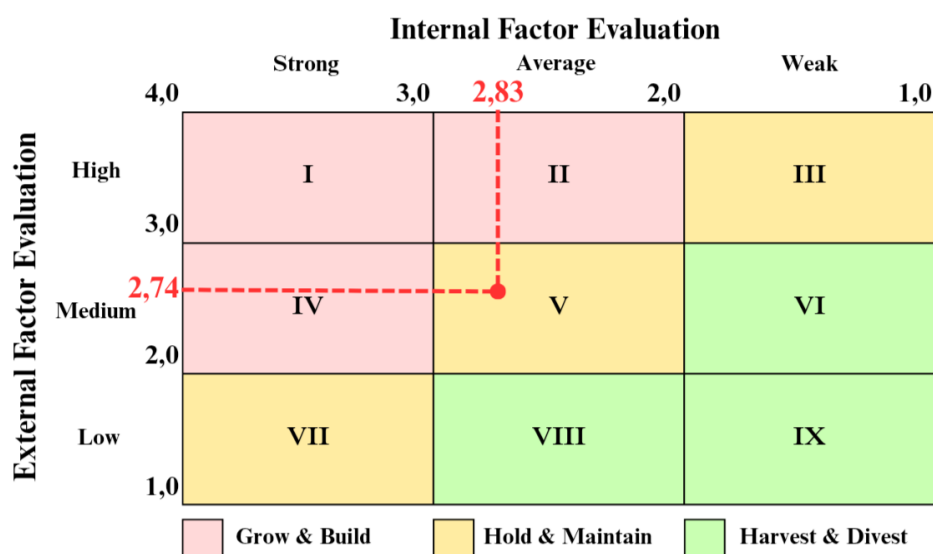 Internal Factor Evaluation
Strong Average Weak
4,0 3,0 2,83 2,0 1,0
External Factor Evaluation
High I II III
3,0
2,74
Medium IV V VI
2,0
Low VII VIII IX
1,0
Grow & Build Hold & Maintain Harvest & Divest